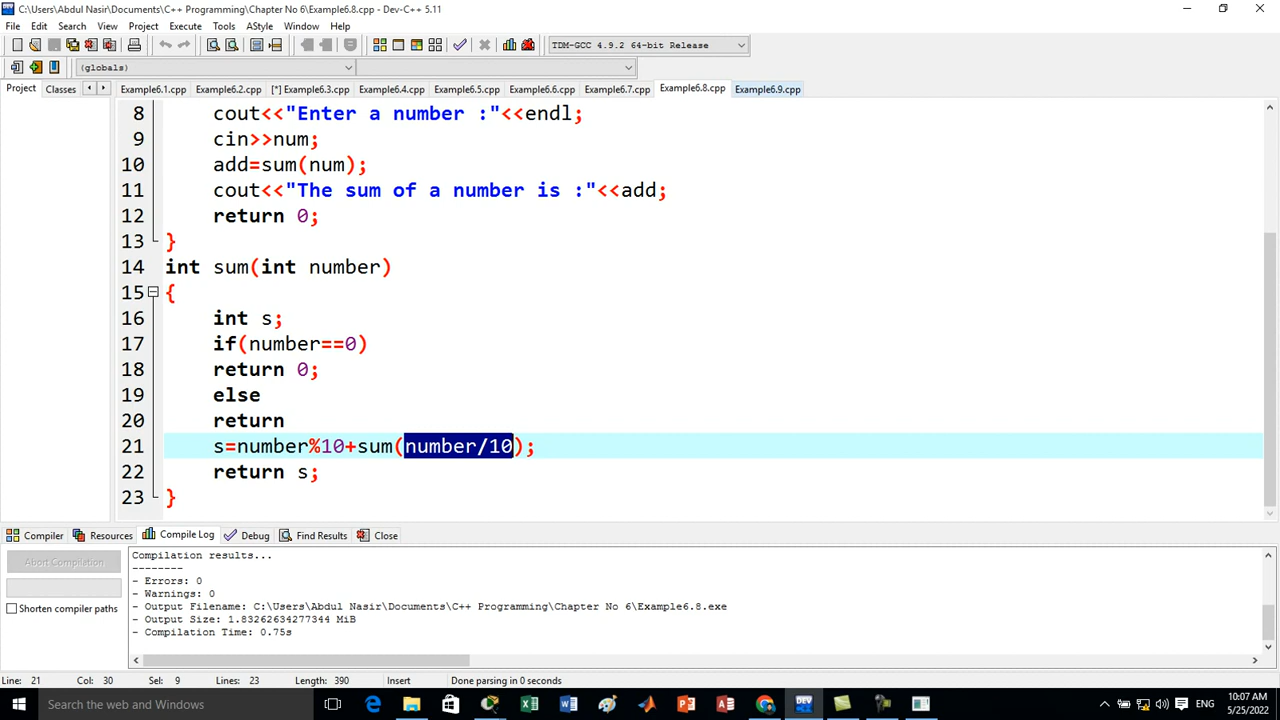 C:\Users\Abdul Nasir\Documents\C++ Programming\Chapter No 6\Example6.8.cpp - Dev-C++ 5.11
File Edit Search View Project Execute Tools AStyle Window Help
TDM-GCC 4.9.2 64-bit Release
(globals)
Project Classes Example6.1.cpp Example6.2.cpp [*] Example6.3.cpp Example6.4.cpp Example6.5.cpp Example6.6.cpp Example6.7.cpp Example6.8.cpp Example6.9.cpp
8 cout<<"Enter a number :"<<endl;
9 cin>>num;
10 add=sum(num);
11 cout<<"The sum of a number is :"<<add;
12 return 0;
13 }
14 int sum(int number)
15 {
16 int s;
17 if(number==0)
18 return 0;
19 else
20 return
21 s=number%10+sum(number/10);
22 return s;
23 }
Compiler Resources Compile Log Debug Find Results Close
Abort Compilation
Shorten compiler paths
Compilation results...
--------
- Errors: 0
- Warnings: 0
- Output Filename: C:\Users\Abdul Nasir\Documents\C++ Programming\Chapter No 6\Example6.8.exe
- Output Size: 1.83262634277344 MiB
- Compilation Time: 0.75s
Line: 21 Col: 30 Sel: 9 Lines: 23 Length: 390 Insert Done parsing in 0 seconds
Search the web and Windows
ENG
10:07 AM
5/25/2022